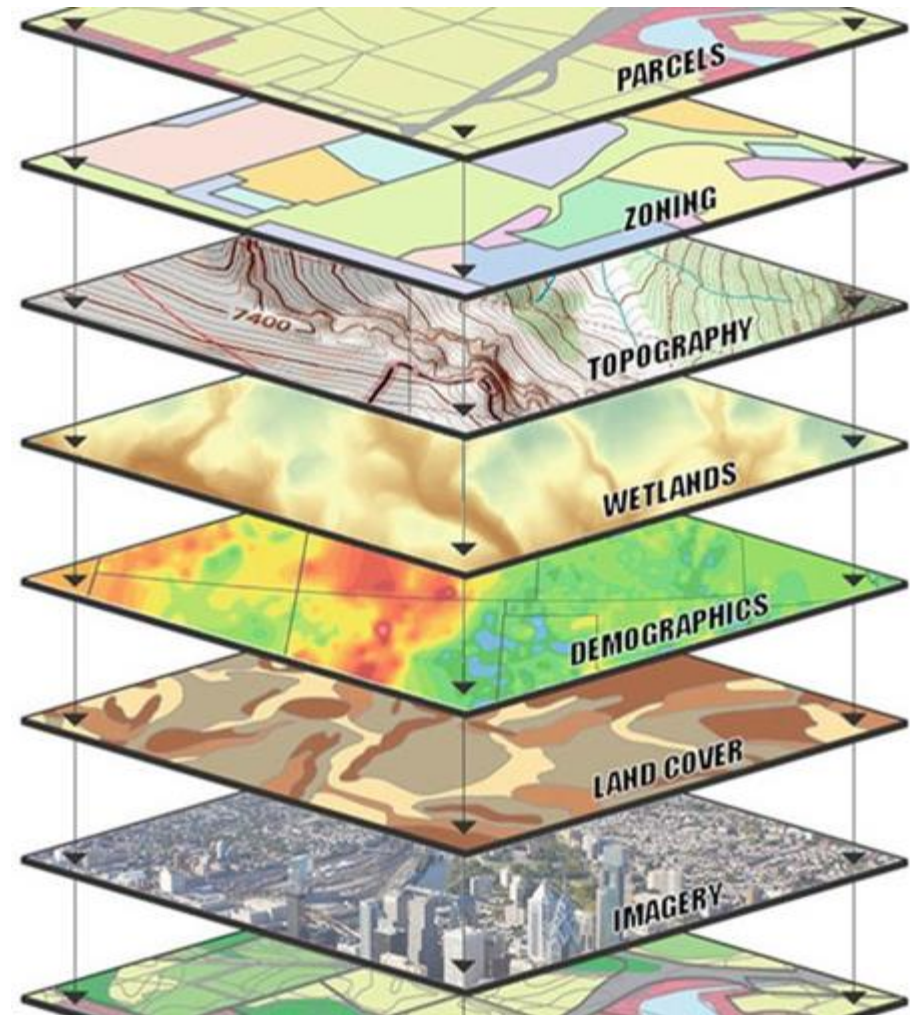 PARCELS
ZONING
7400
TOPOGRAPHY
WETLANDS
DEMOGRAPHICS
LAND COVER
IMAGERY